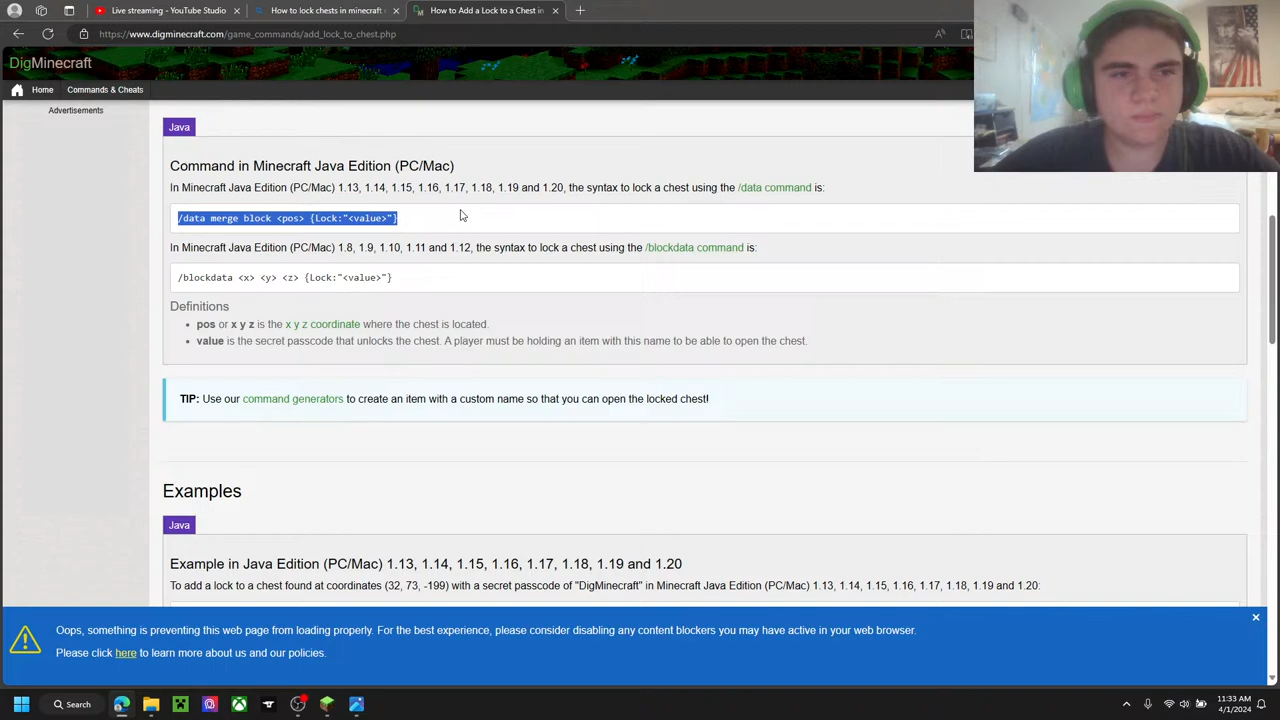 Live streaming - YouTube Studio
How to lock chests in minecraft
How to Add a Lock to a Chest in
https://www.digminecraft.com/game_commands/add_lock_to_chest.php
DigMinecraft
Home
Commands & Cheats
Advertisements
Java
Command in Minecraft Java Edition (PC/Mac)
In Minecraft Java Edition (PC/Mac) 1.13, 1.14, 1.15, 1.16, 1.17, 1.18, 1.19 and 1.20, the syntax to lock a chest using the /data command is:
/data merge block <pos> {Lock:"<value>"}
In Minecraft Java Edition (PC/Mac) 1.8, 1.9, 1.10, 1.11 and 1.12, the syntax to lock a chest using the /blockdata command is:
/blockdata <x> <y> <z> {Lock:"<value>"}
Definitions
• pos or x y z is the x y z coordinate where the chest is located.
• value is the secret passcode that unlocks the chest. A player must be holding an item with this name to be able to open the chest.
TIP: Use our command generators to create an item with a custom name so that you can open the locked chest!
Examples
Java
Example in Java Edition (PC/Mac) 1.13, 1.14, 1.15, 1.16, 1.17, 1.18, 1.19 and 1.20
To add a lock to a chest found at coordinates (32, 73, -199) with a secret passcode of "DigMinecraft" in Minecraft Java Edition (PC/Mac) 1.13, 1.14, 1.15, 1.16, 1.17, 1.18, 1.19 and 1.20:
Oops, something is preventing this web page from loading properly. For the best experience, please consider disabling any content blockers you may have active in your web browser.
Please click here to learn more about us and our policies.
Search
11:33 AM
4/1/2024